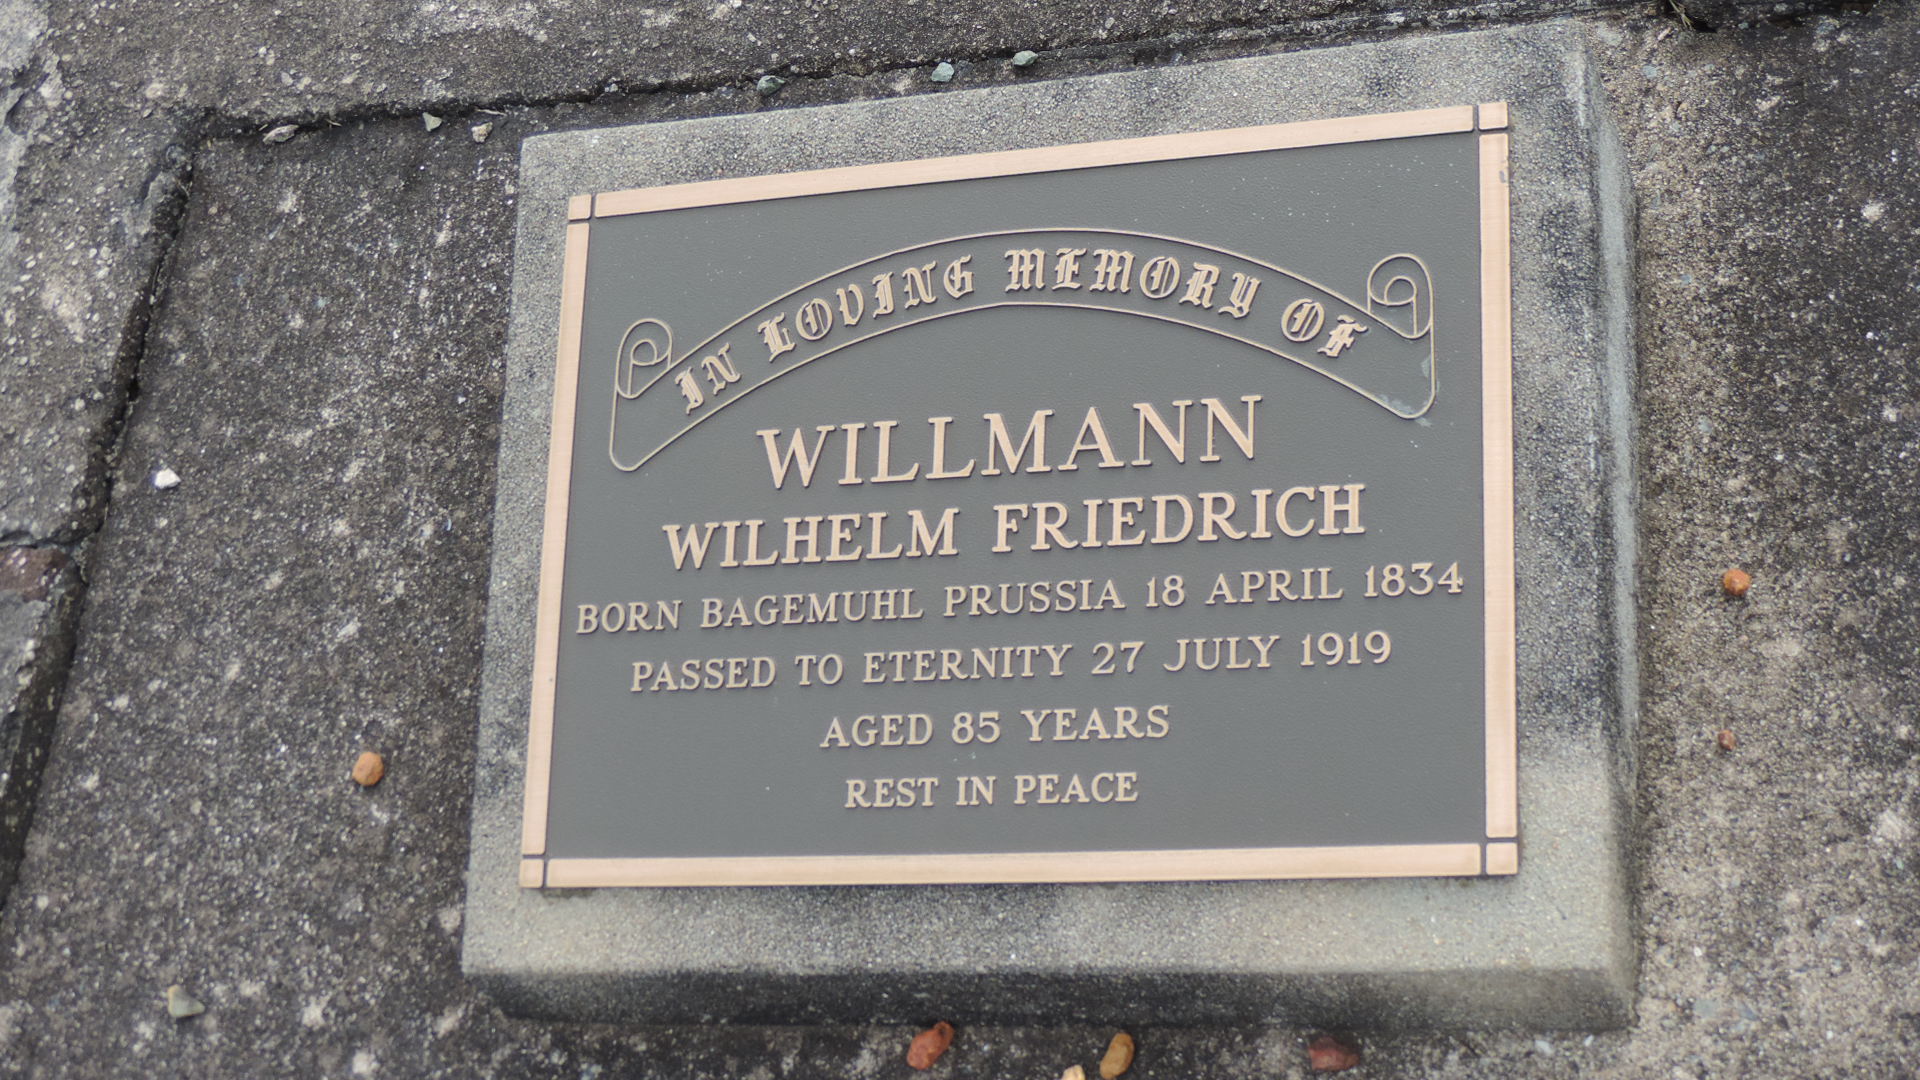 IN LOVING MEMORY OF
WILLMANN
WILHELM FRIEDRICH
BORN BAGEMUHL PRUSSIA 18 APRIL 1834
PASSED TO ETERNITY 27 JULY 1919
AGED 85 YEARS
REST IN PEACE